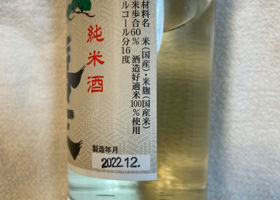 材料名 米(国産)・米麹(国産米)
米歩合60% 酒造好適米100%使用
ルコール分16度
純米酒
製造年月
2022.12.